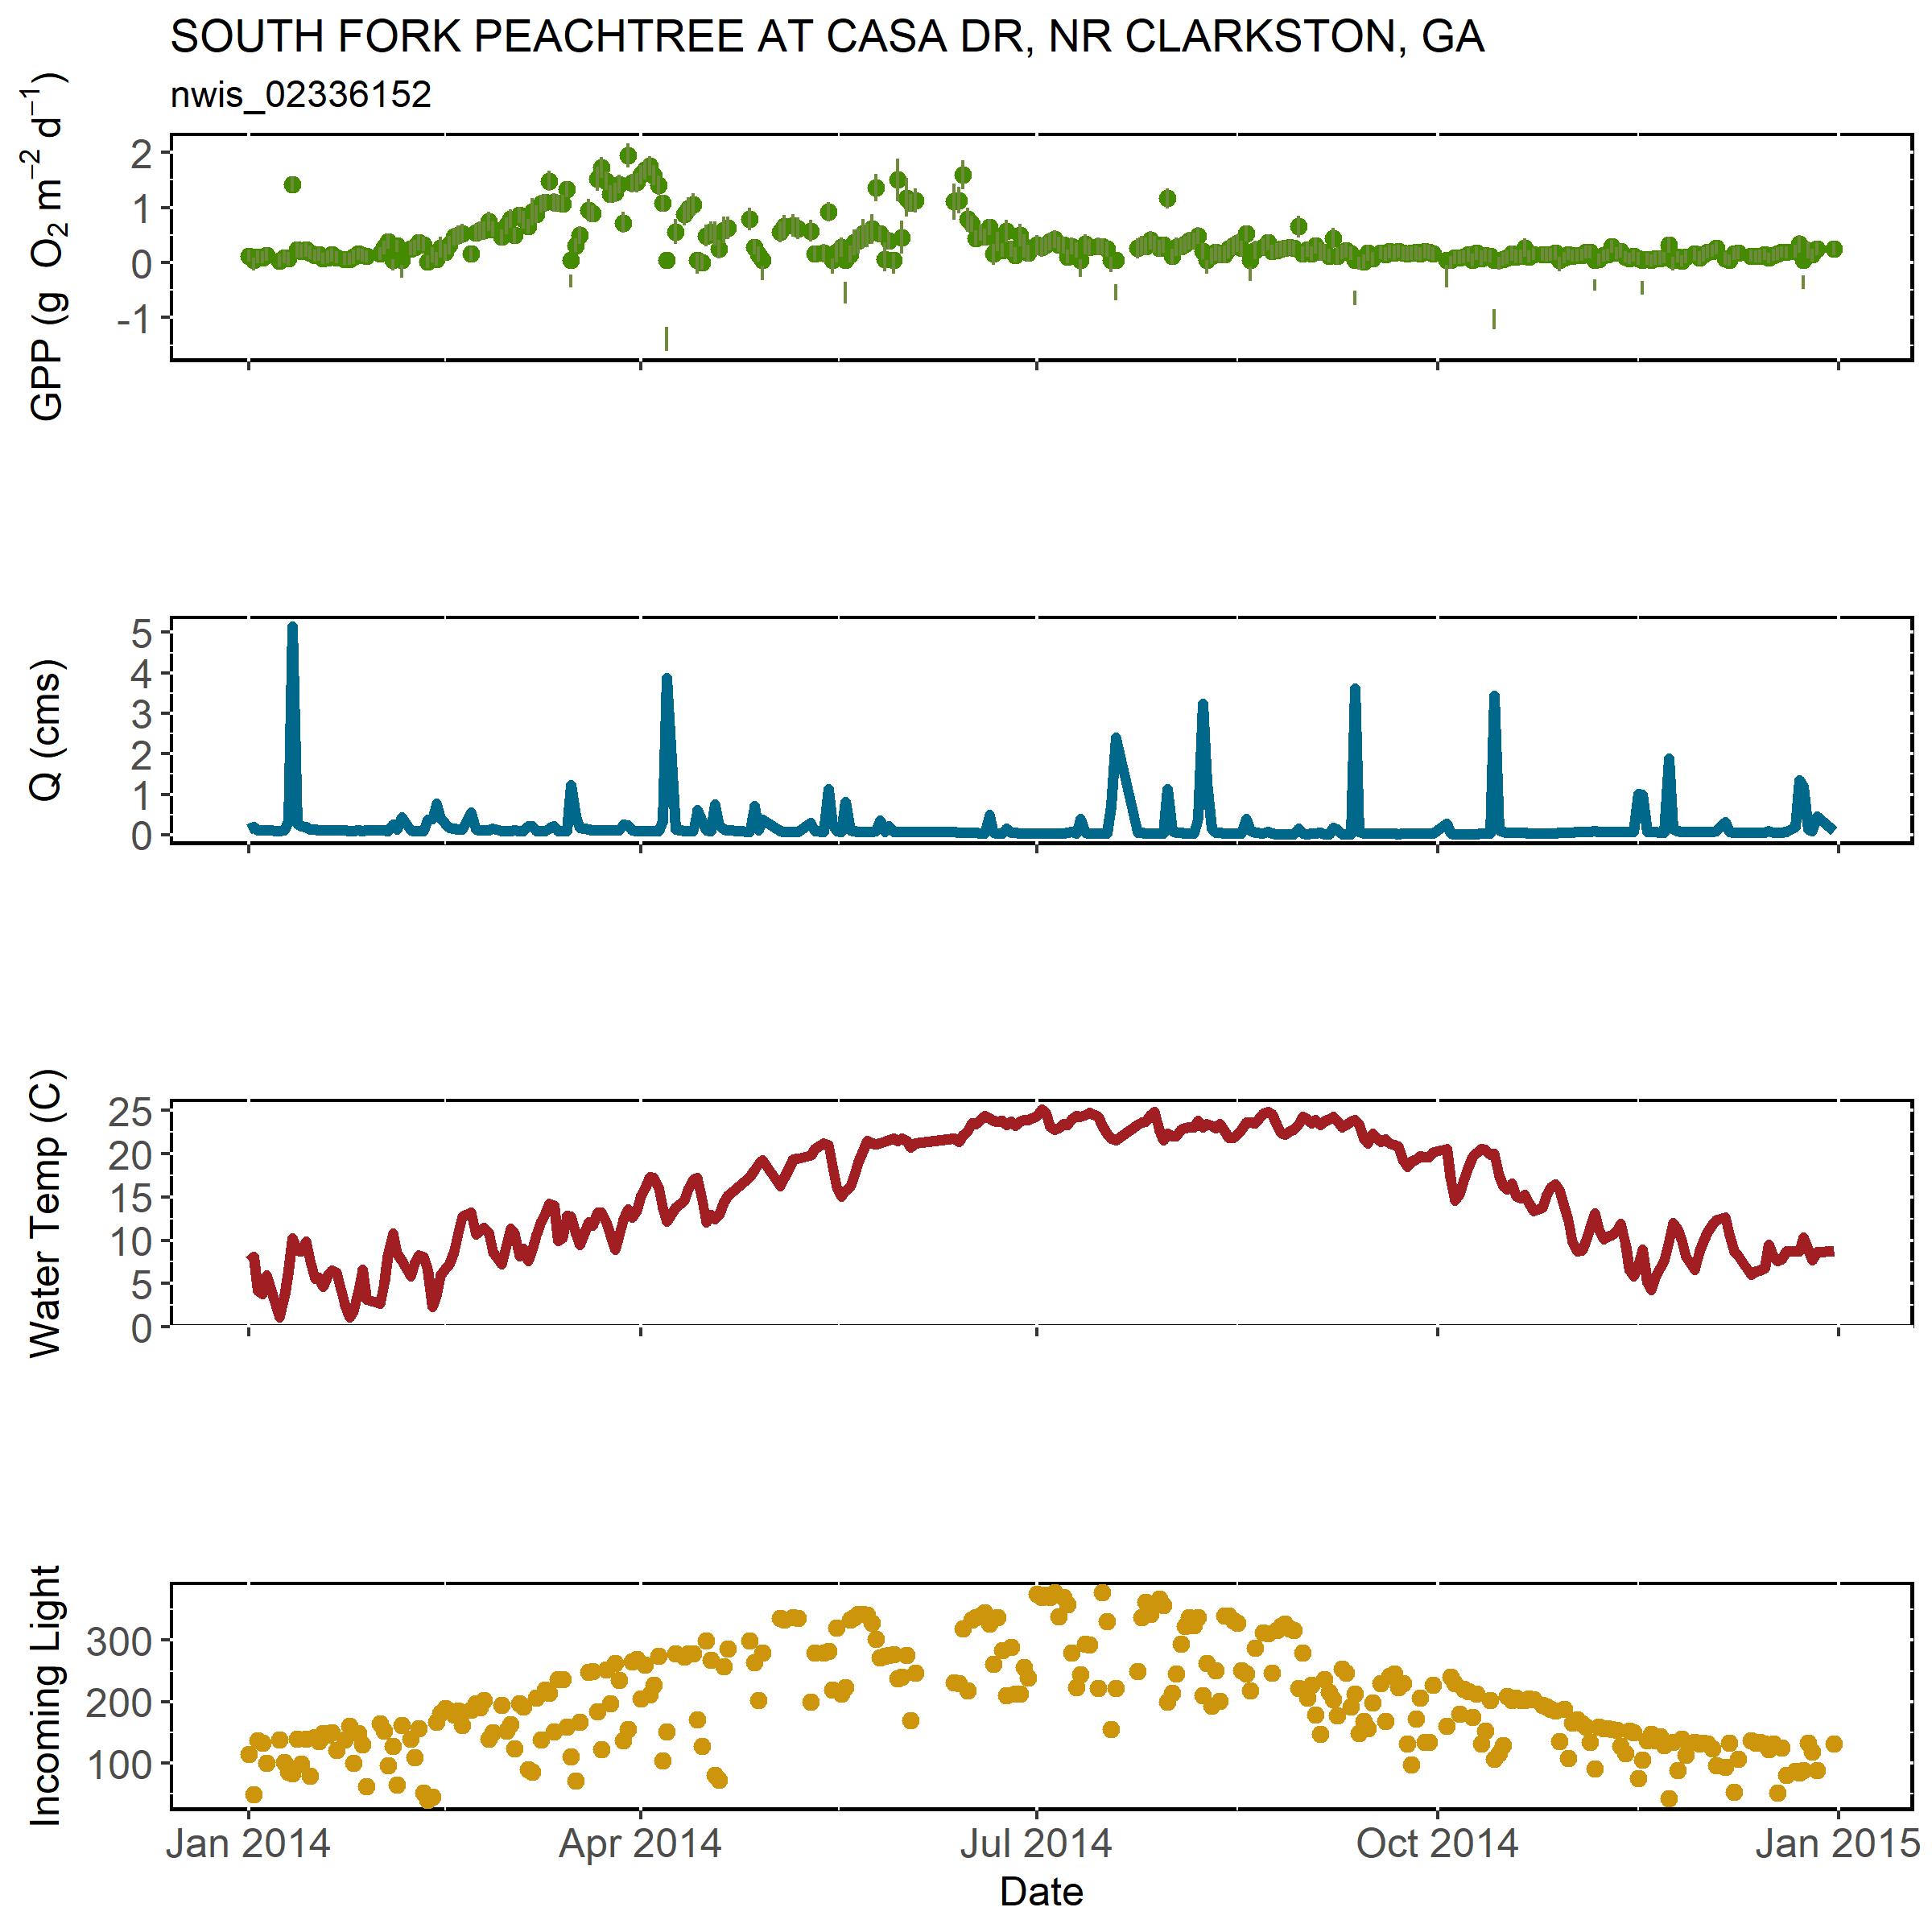 SOUTH FORK PEACHTREE AT CASA DR, NR CLARKSTON, GA
nwis_02336152
GPP (g O₂ m⁻² d⁻¹)
2
1
0
-1
Q (cms)
5
4
3
2
1
0
Water Temp (C)
25
20
15
10
5
0
Incoming Light
300
200
100
Jan 2014 Apr 2014 Jul 2014 Oct 2014 Jan 2015
Date